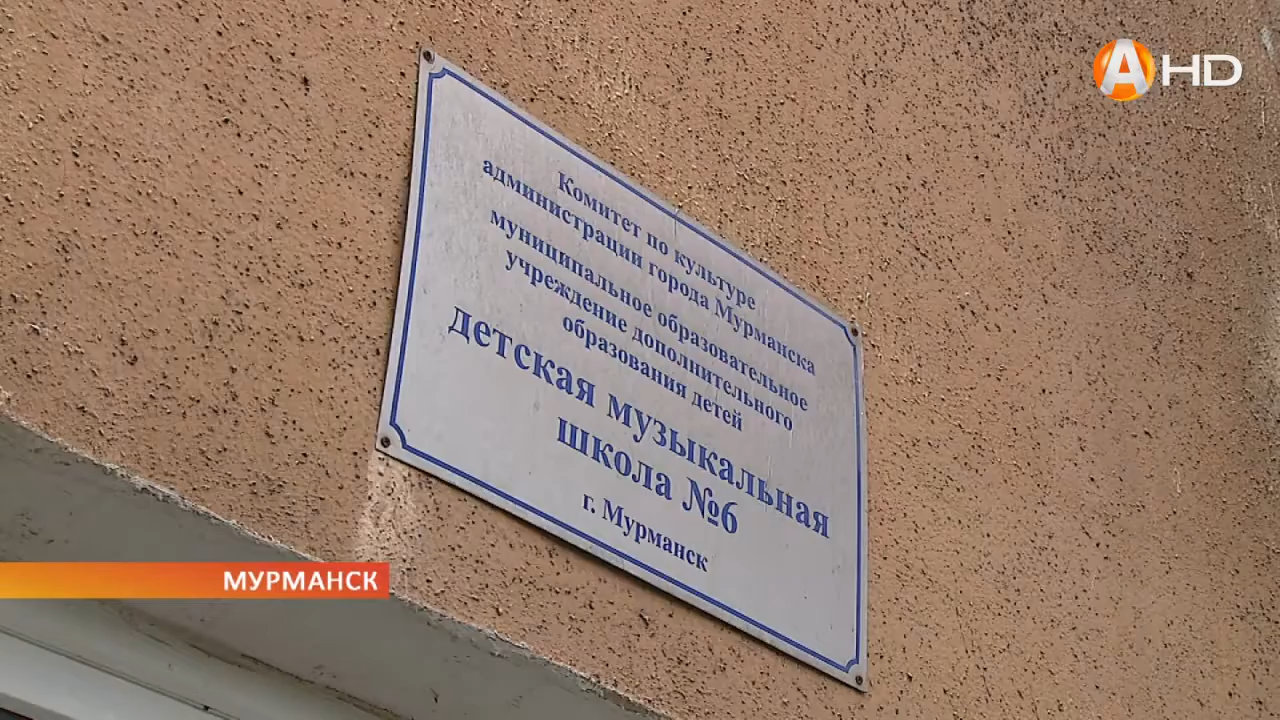 А HD
Комитет по культуре
администрации города Мурманска
муниципальное образовательное
учреждение дополнительного
образования детей
детская музыкальная
школа №6
г. Мурманск
МУРМАНСК